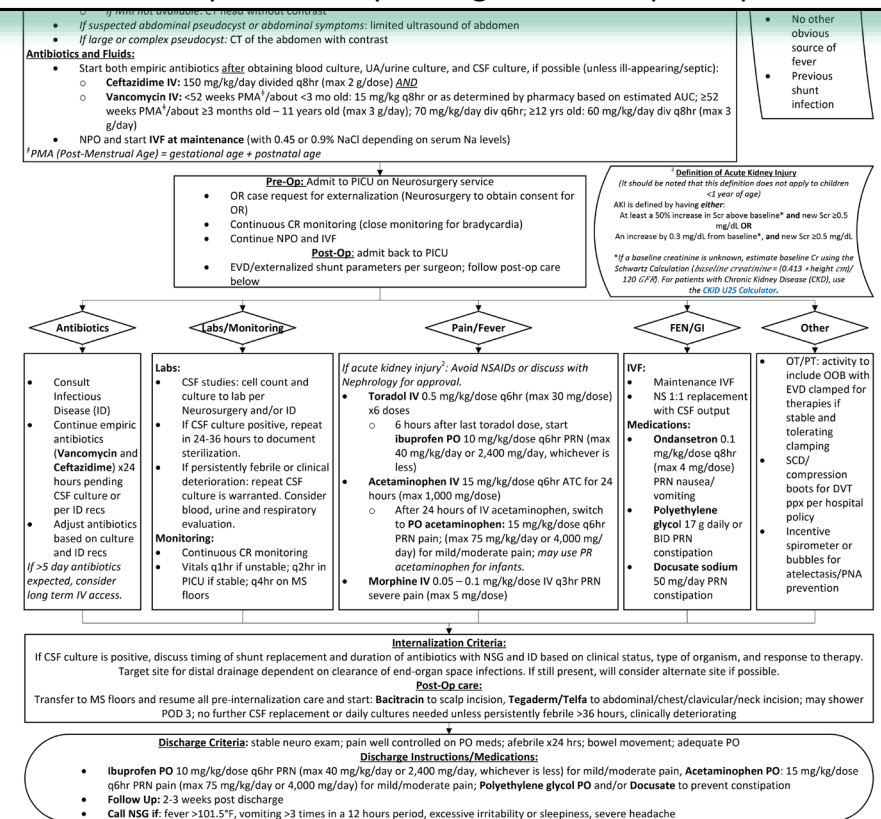 o If MRI not available: CT head without contrast
• If suspected abdominal pseudocyst or abdominal symptoms: limited ultrasound of abdomen
• If large or complex pseudocyst: CT of the abdomen with contrast
Antibiotics and Fluids:
• Start both empiric antibiotics after obtaining blood culture, UA/urine culture, and CSF culture, if possible (unless ill-appearing/septic):
o Ceftazidime IV: 150 mg/kg/day divided q8hr (max 2 g/dose) AND
o Vancomycin IV: <52 weeks PMA‡/about <3 mo old: 15 mg/kg q8hr or as determined by pharmacy based on estimated AUC; ≥52
weeks PMA‡/about ≥3 months old – 11 years old (max 3 g/day); 70 mg/kg/day div q6hr; ≥12 yrs old: 60 mg/kg/day div q8hr (max 3
g/day)
• NPO and start IVF at maintenance (with 0.45 or 0.9% NaCl depending on serum Na levels)
‡PMA (Post-Menstrual Age) = gestational age + postnatal age
• No other
obvious
source of
fever
• Previous
shunt
infection
Pre-Op: Admit to PICU on Neurosurgery service
• OR case request for externalization (Neurosurgery to obtain consent for
OR)
• Continuous CR monitoring (close monitoring for bradycardia)
• Continue NPO and IVF
Post-Op: admit back to PICU
• EVD/externalized shunt parameters per surgeon; follow post-op care
below
2 Definition of Acute Kidney Injury
(It should be noted that this definition does not apply to children
<1 year of age)
AKI is defined by having either:
At least a 50% increase in Scr above baseline* and new Scr ≥0.5
mg/dL OR
An increase by 0.3 mg/dL from baseline*, and new Scr ≥0.5 mg/dL
*If a baseline creatinine is unknown, estimate baseline Cr using the
Schwartz Calculation (baseline creatinine = (0.413 * height cm)/
120 GFR). For patients with Chronic Kidney Disease (CKD), use
the CKID U25 Calculator.
Antibiotics
• Consult
Infectious
Disease (ID)
• Continue empiric
antibiotics
(Vancomycin and
Ceftazidime) x24
hours pending
CSF culture or
per ID recs
• Adjust antibiotics
based on culture
and ID recs
If >5 day antibiotics
expected, consider
long term IV access.
Labs/Monitoring
Labs:
• CSF studies: cell count and
culture to lab per
Neurosurgery and/or ID
• If CSF culture positive, repeat
in 24-36 hours to document
sterilization.
• If persistently febrile or clinical
deterioration: repeat CSF
culture is warranted. Consider
blood, urine and respiratory
evaluation.
Monitoring:
• Continuous CR monitoring
• Vitals q1hr if unstable; q2hr in
PICU if stable; q4hr on MS
floors
Pain/Fever
If acute kidney injury2: Avoid NSAIDs or discuss with
Nephrology for approval.
• Toradol IV 0.5 mg/kg/dose q6hr (max 30 mg/dose)
x6 doses
o 6 hours after last toradol dose, start
ibuprofen PO 10 mg/kg/dose q6hr PRN (max
40 mg/kg/day or 2,400 mg/day, whichever is
less)
• Acetaminophen IV 15 mg/kg/dose q6hr ATC for 24
hours (max 1,000 mg/dose)
o After 24 hours of IV acetaminophen, switch
to PO acetaminophen: 15 mg/kg/dose q6hr
PRN pain; (max 75 mg/kg/day or 4,000 mg/
day) for mild/moderate pain; may use PR
acetaminophen for infants.
• Morphine IV 0.05 – 0.1 mg/kg/dose IV q3hr PRN
severe pain (max 5 mg/dose)
FEN/GI
IVF:
• Maintenance IVF
• NS 1:1 replacement
with CSF output
Medications:
• Ondansetron 0.1
mg/kg/dose q8hr
(max 4 mg/dose)
PRN nausea/
vomiting
• Polyethylene
glycol 17 g daily or
BID PRN
constipation
• Docusate sodium
50 mg/day PRN
constipation
Other
• OT/PT: activity to
include OOB with
EVD clamped for
therapies if
stable and
tolerating
clamping
• SCD/
compression
boots for DVT
ppx per hospital
policy
• Incentive
spirometer or
bubbles for
atelectasis/PNA
prevention
Internalization Criteria:
If CSF culture is positive, discuss timing of shunt replacement and duration of antibiotics with NSG and ID based on clinical status, type of organism, and response to therapy.
Target site for distal drainage dependent on clearance of end-organ space infections. If still present, will consider alternate site if possible.
Post-Op care:
Transfer to MS floors and resume all pre-internalization care and start: Bacitracin to scalp incision, Tegaderm/Telfa to abdominal/chest/clavicular/neck incision; may shower
POD 3; no further CSF replacement or daily cultures needed unless persistently febrile >36 hours, clinically deteriorating
Discharge Criteria: stable neuro exam; pain well controlled on PO meds; afebrile x24 hrs; bowel movement; adequate PO
Discharge Instructions/Medications:
• Ibuprofen PO 10 mg/kg/dose q6hr PRN (max 40 mg/kg/day or 2,400 mg/day, whichever is less) for mild/moderate pain, Acetaminophen PO: 15 mg/kg/dose
q6hr PRN pain (max 75 mg/kg/day or 4,000 mg/day) for mild/moderate pain; Polyethylene glycol PO and/or Docusate to prevent constipation
• Follow Up: 2-3 weeks post discharge
• Call NSG if: fever >101.5°F, vomiting >3 times in a 12 hours period, excessive irritability or sleepiness, severe headache